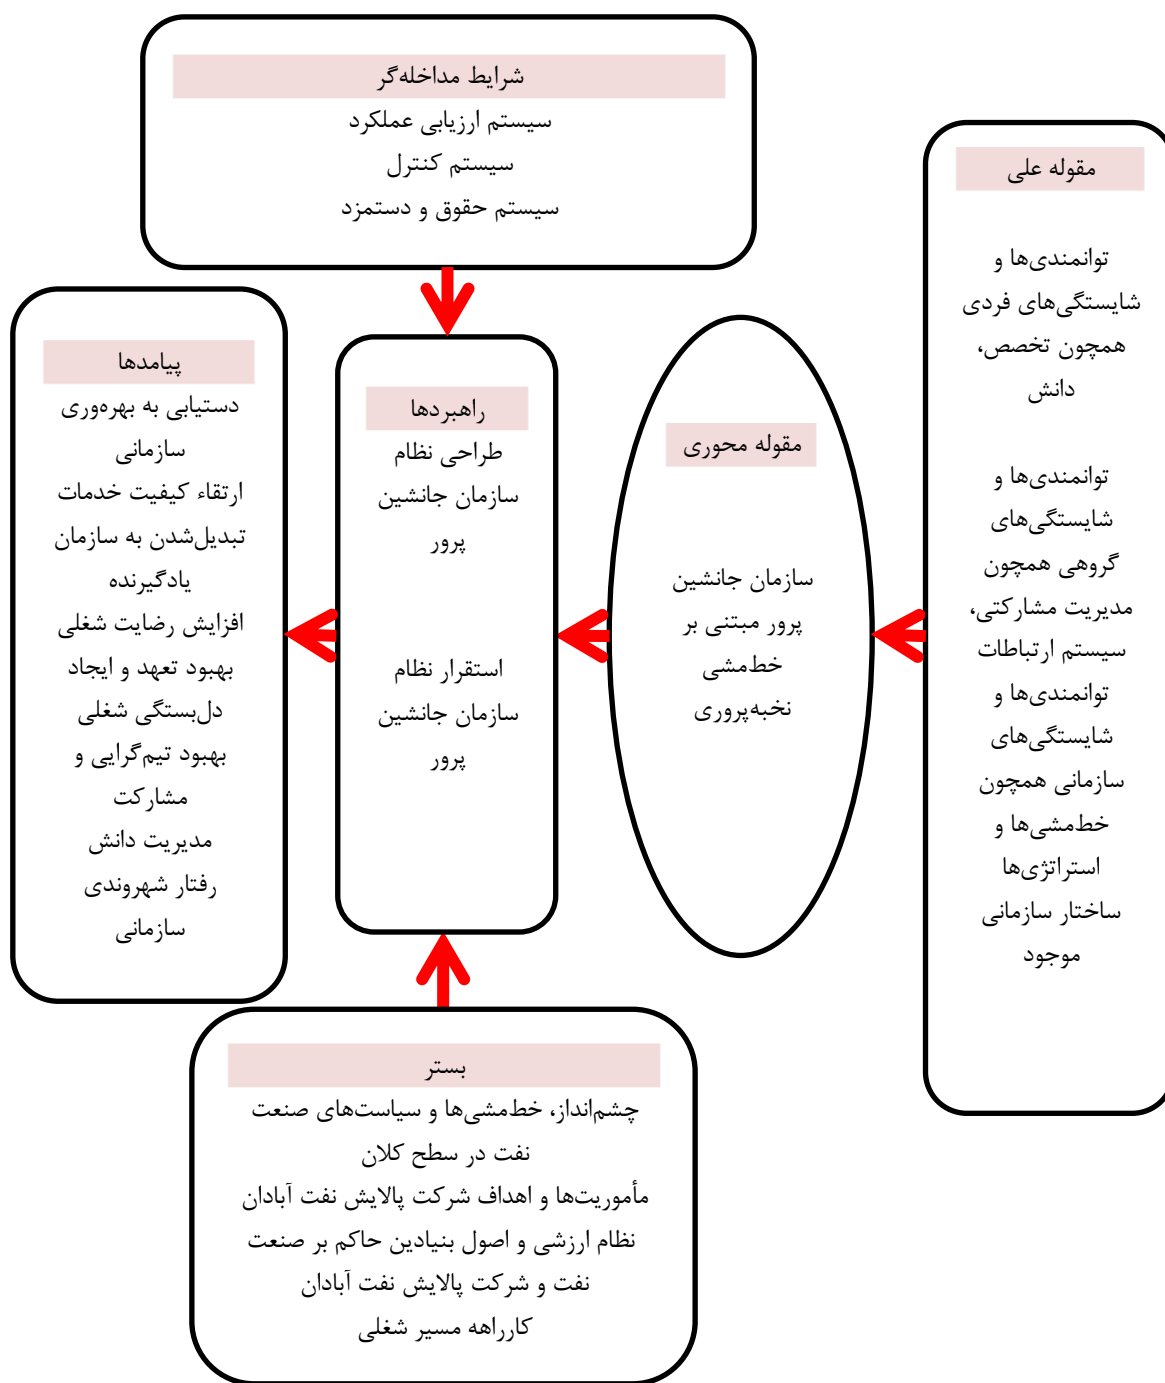 شرایط مداخله‌گر
سیستم ارزیابی عملکرد
سیستم کنترل
سیستم حقوق و دستمزد
مقوله علی
توانمندی‌ها و
شایستگی‌های فردی
همچون تخصص،
دانش
توانمندی‌ها و
شایستگی‌های
گروهی همچون
مدیریت مشارکتی،
سیستم ارتباطات
توانمندی‌ها و
شایستگی‌های
سازمانی همچون
خط‌مشی‌ها و
استراتژی‌ها
ساختار سازمانی
موجود
مقوله محوری
سازمان جانشین
پرور مبتنی بر
خط‌مشی
نخبه‌پروری
راهبردها
طراحی نظام
سازمان جانشین
پرور
استقرار نظام
سازمان جانشین
پرور
پیامدها
دستیابی به بهره‌وری
سازمانی
ارتقاء کیفیت خدمات
تبدیل‌شدن به سازمان
یادگیرنده
افزایش رضایت شغلی
بهبود تعهد و ایجاد
دل‌بستگی شغلی
بهبود تیم‌گرایی و
مشارکت
مدیریت دانش
رفتار شهروندی
سازمانی
بستر
چشم‌انداز، خط‌مشی‌ها و سیاست‌های صنعت
نفت در سطح کلان
مأموریت‌ها و اهداف شرکت پالایش نفت آبادان
نظام ارزشی و اصول بنیادین حاکم بر صنعت
نفت و شرکت پالایش نفت آبادان
کارراهه مسیر شغلی